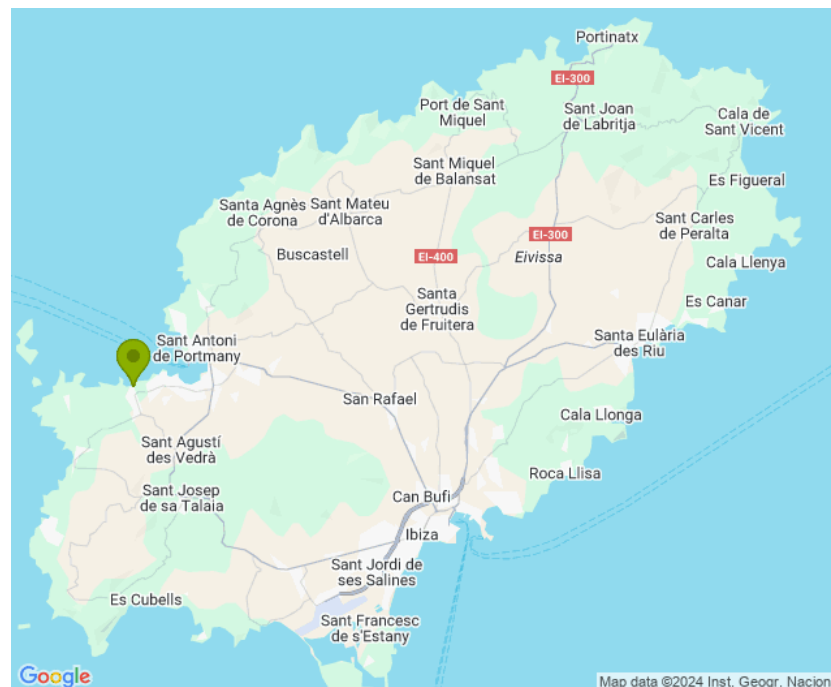 Portinatx
EI-300
Port de Sant
Miquel
Sant Joan
de Labritja
Cala de
Sant Vicent
Sant Miquel
de Balansat
Es Figueral
Santa Agnès
de Corona
Sant Mateu
d'Albarca
Sant Carles
de Peralta
EI-300
Buscastell
EI-400
Eivissa
Cala Llenya
Santa
Gertrudis
de Fruitera
Es Canar
Sant Antoni
de Portmany
Santa Eulària
des Riu
San Rafael
Cala Llonga
Sant Agustí
des Vedrà
Roca Llisa
Sant Josep
de sa Talaia
Can Bufi
Ibiza
Sant Jordi de
ses Salines
Es Cubells
Sant Francesc
de s'Estany
Google
Map data ©2024 Inst. Geogr. Nacion